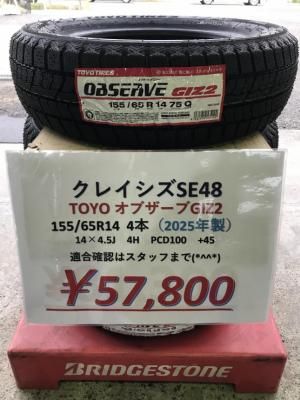 TOYO TIRES
OBSERVE GIZ2
155/65 R 14 75 Q
クレイシズSE48
TOYO オブザーブGIZ2
155/65R14 4本（2025年製）
14×4.5J 4H PCD100 +45
適合確認はスタッフまで(*^^*)
¥57,800
BRIDGESTONE